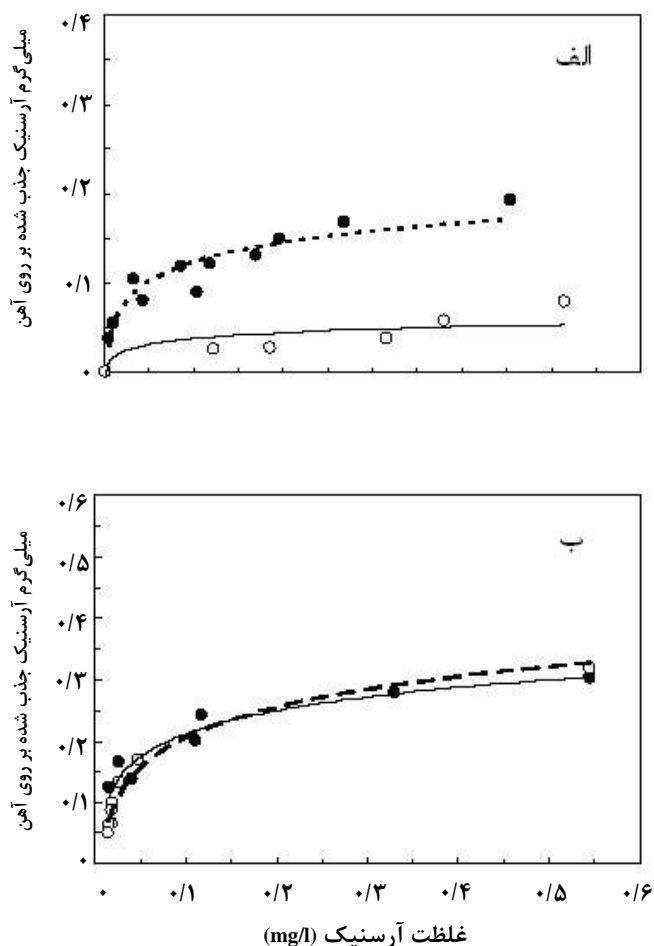 الف
میلی‌گرم آرسنیک جذب شده بر روی آهن
۰/۴
۰/۳
۰/۲
۰/۱
۰
ب
میلی‌گرم آرسنیک جذب شده بر روی آهن
۰/۶
۰/۵
۰/۴
۰/۳
۰/۲
۰/۱
۰
۰ ۰/۱ ۰/۲ ۰/۳ ۰/۴ ۰/۵ ۰/۶
غلظت آرسنیک (mg/l)